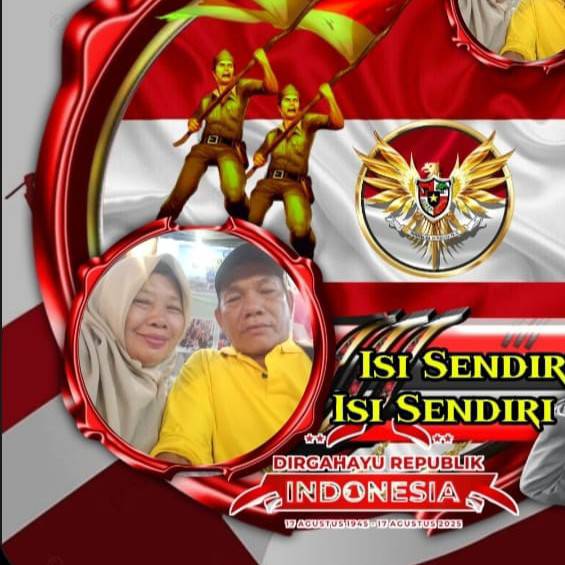 ISI SENDIR
ISI SENDIRI
DIRGAHAYU REPUBLIK
INDONESIA
17 AGUSTUS 1945 - 17 AGUSTUS 2025